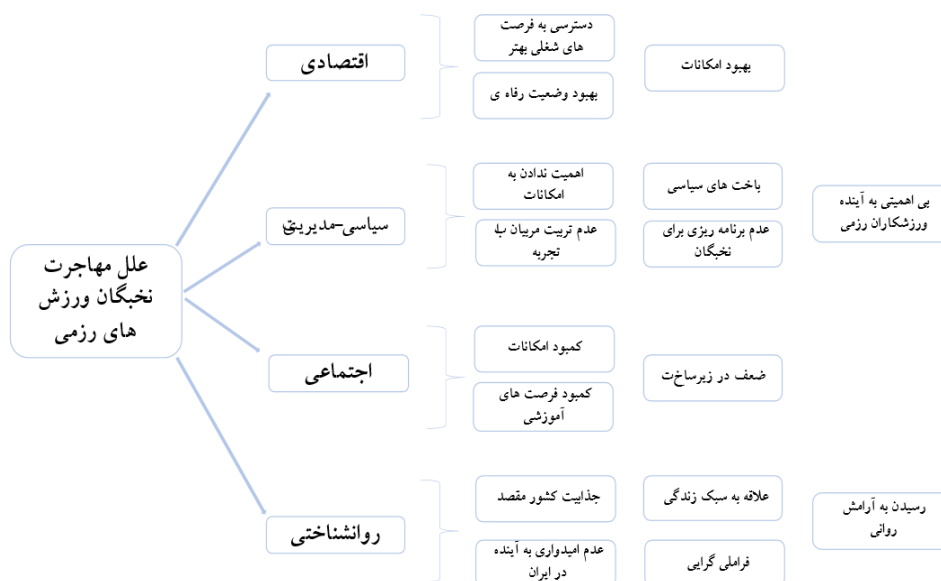 علل مهاجرت
نخبگان ورزش
های رزمی
اقتصادی
دسترسی به فرصت
های شغلی بهتر
بهبود امکانات
بهبود وضعیت رفاه ی
سیاسی-مدیریتی
اهمیت ندادن به
امکانات
باخت های سیاسی
بی اهمیتی به آینده
ورزشکاران رزمی
عدم تربیت مربیان با
تجربه
عدم برنامه ریزی برای
نخبگان
اجتماعی
کمبود امکانات
ضعف در زیرساخت
کمبود فرصت های
آموزشی
روانشناختی
جذابیت کشور مقصد
علاقه به سبک زندگی
رسیدن به آرامش
روانی
عدم امیدواری به آینده
در ایران
فراملی گرایی